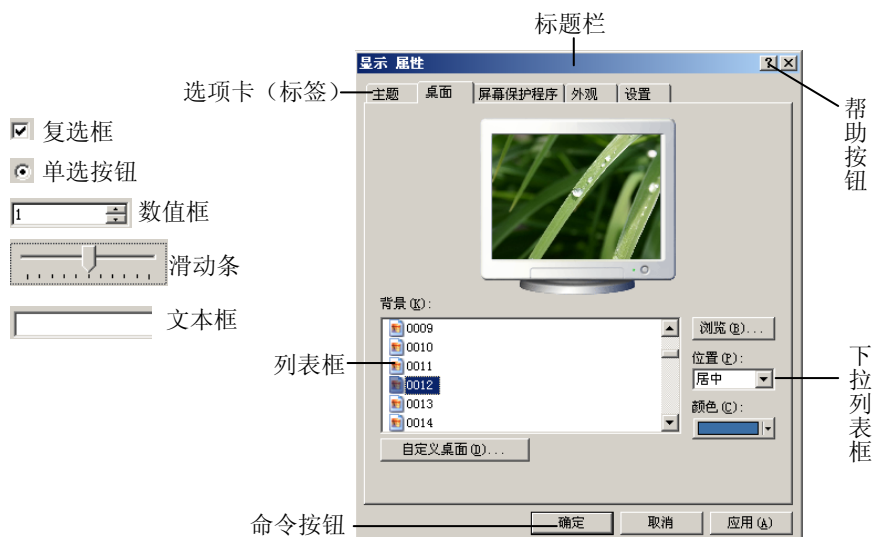 标题栏
显示 属性
选项卡（标签）
主题 桌面 屏幕保护程序 外观 设置
帮助按钮
复选框
单选按钮
1 数值框
滑动条
文本框
背景(K):
0009
0010
0011
0012
0013
0014
列表框
浏览(B)...
位置(P):
居中
下拉列表框
颜色(C):
自定义桌面(D)...
命令按钮
确定 取消 应用(A)